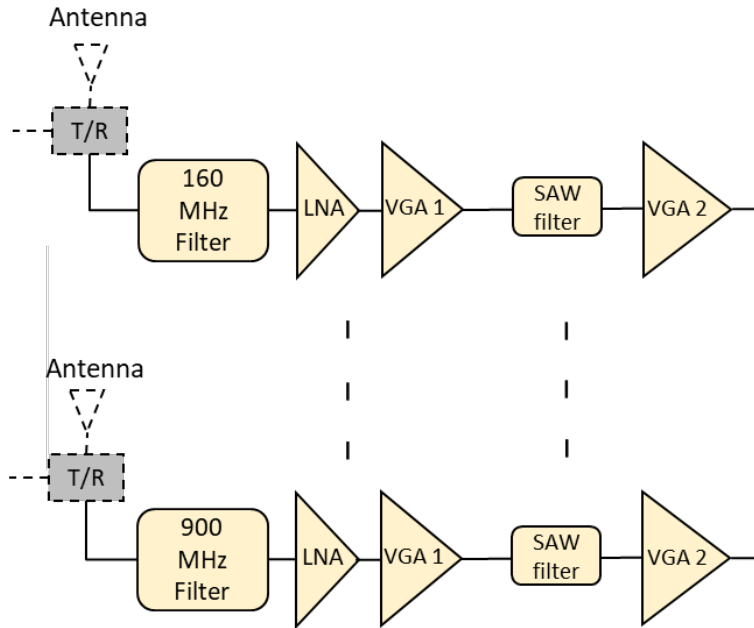 Antenna
T/R
160
MHz
Filter
LNA
VGA 1
SAW
filter
VGA 2
Antenna
T/R
900
MHz
Filter
LNA
VGA 1
SAW
filter
VGA 2